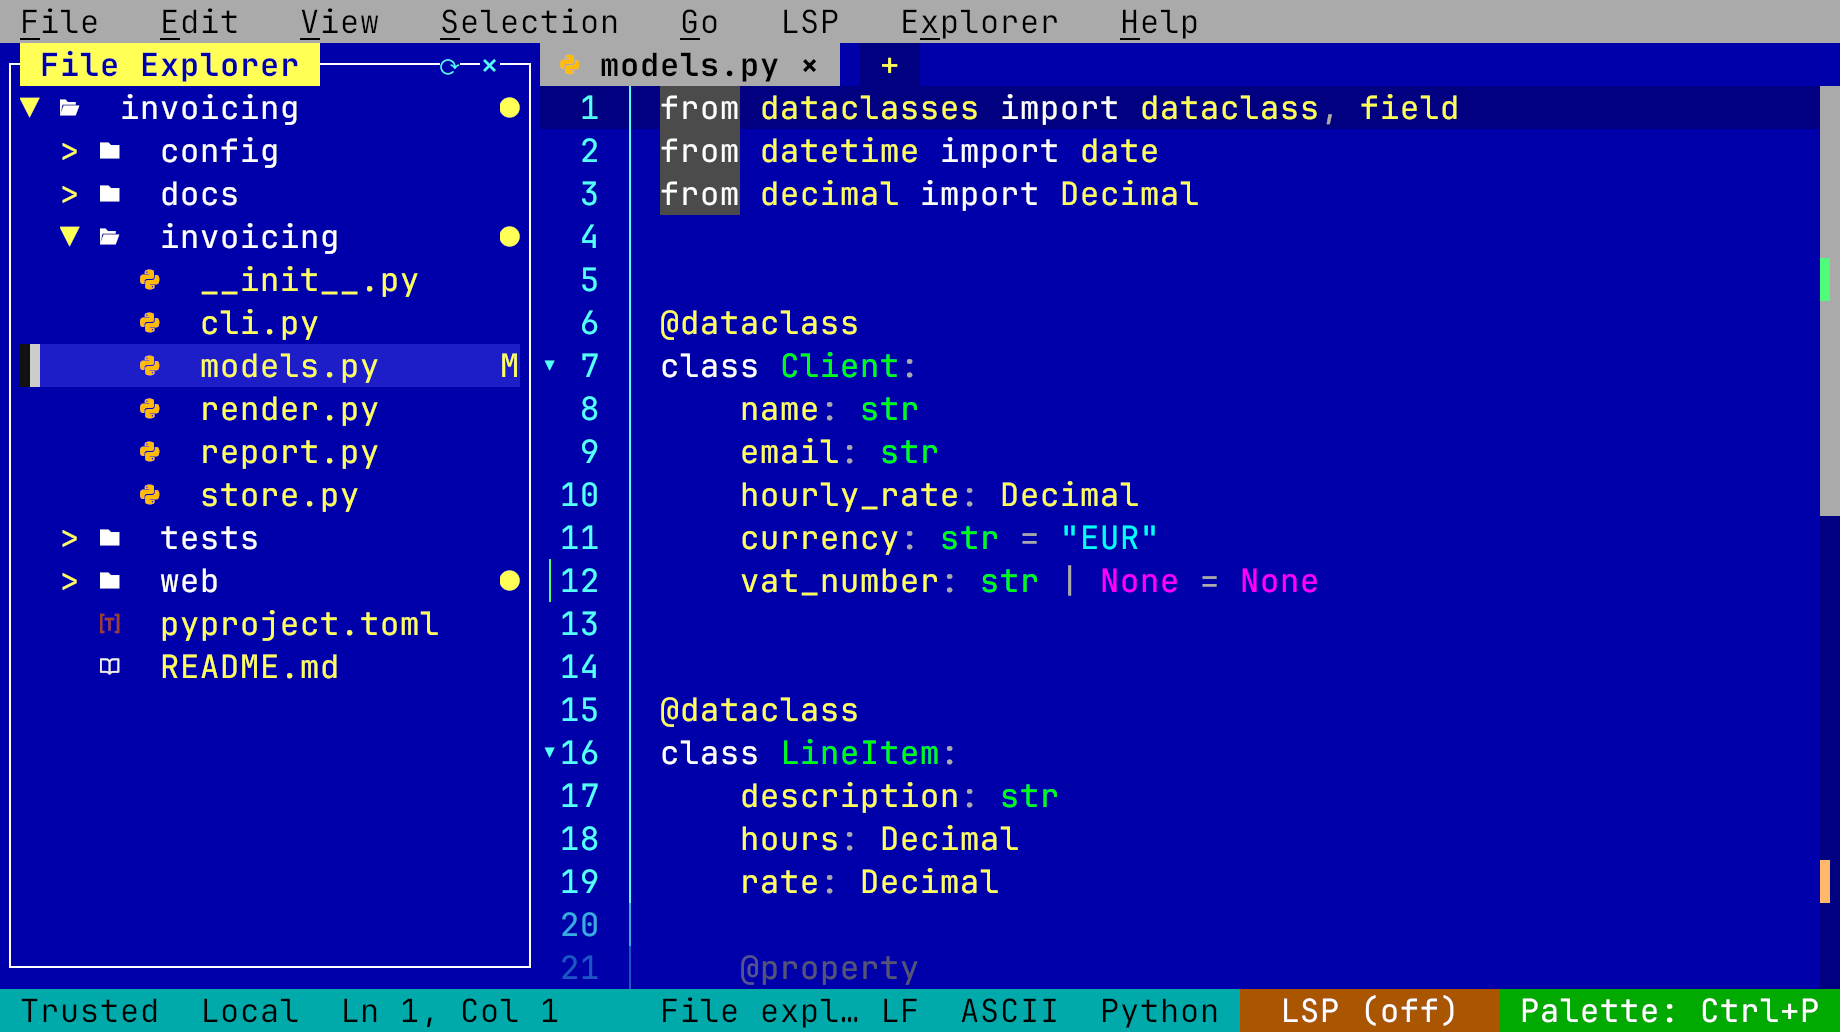 File Edit View Selection Go LSP Explorer Help
File Explorer ⟳ ×
invoicing
> config
> docs
invoicing
__init__.py
cli.py
models.py M
render.py
report.py
store.py
> tests
> web
[T] pyproject.toml
README.md
models.py × +
1 from dataclasses import dataclass, field
2 from datetime import date
3 from decimal import Decimal
4
5
6 @dataclass
7 class Client:
8 name: str
9 email: str
10 hourly_rate: Decimal
11 currency: str = "EUR"
12 vat_number: str | None = None
13
14
15 @dataclass
16 class LineItem:
17 description: str
18 hours: Decimal
19 rate: Decimal
20
21 @property
Trusted Local Ln 1, Col 1 File expl… LF ASCII Python LSP (off) Palette: Ctrl+P